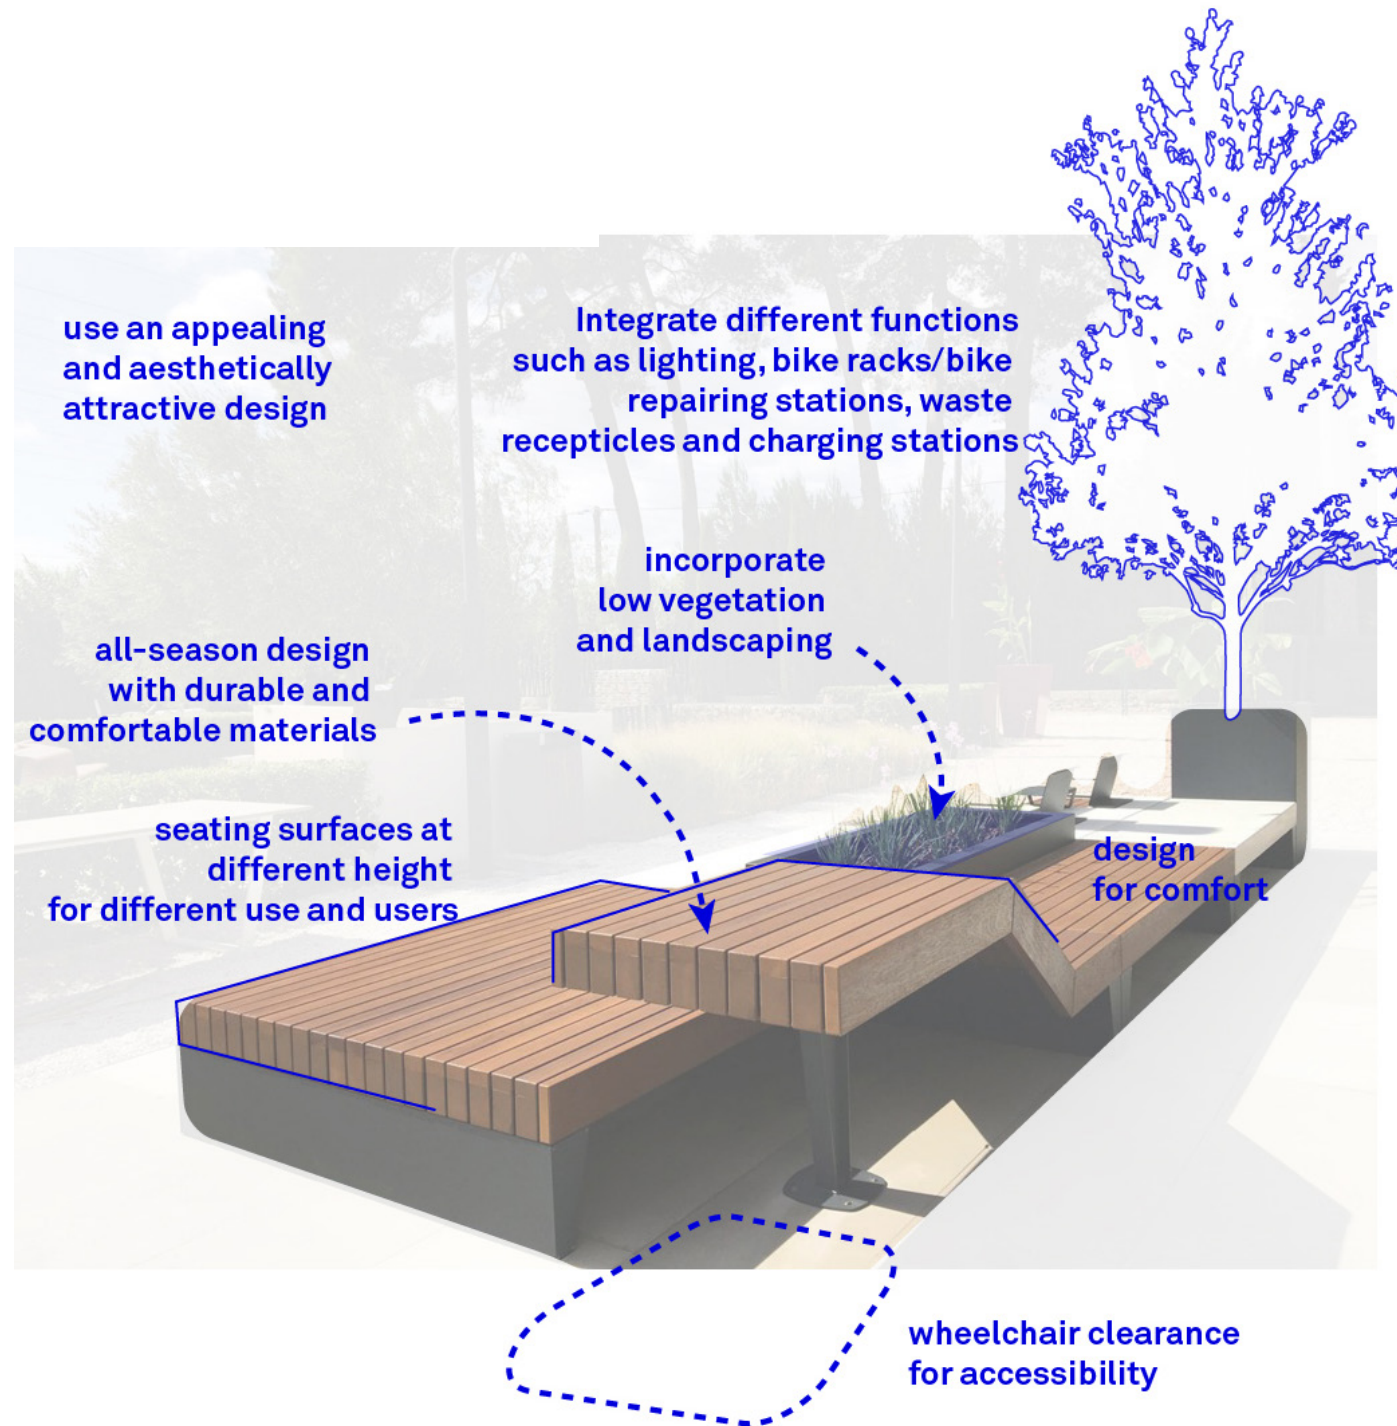 use an appealing
and aesthetically
attractive design
Integrate different functions
such as lighting, bike racks/bike
repairing stations, waste
recepticles and charging stations
incorporate
low vegetation
and landscaping
all-season design
with durable and
comfortable materials
seating surfaces at
different height
for different use and users
design
for comfort
wheelchair clearance
for accessibility